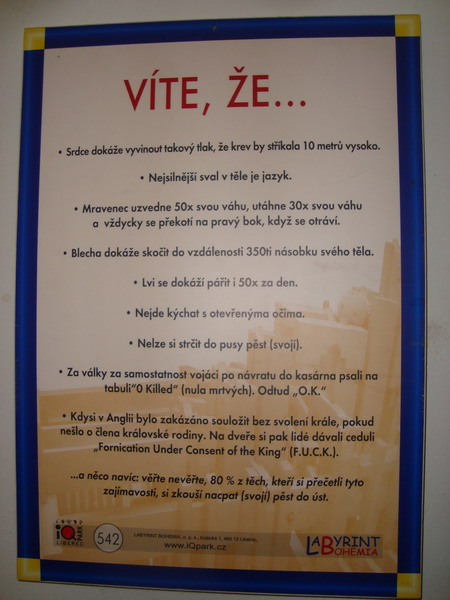 VÍTE, ŽE...
• Srdce dokáže vyvinout takový tlak, že krev by stříkala 10 metrů vysoko.
• Nejsilnější sval v těle je jazyk.
• Mravenec uzvedne 50x svou váhu, utáhne 30x svou váhu
a vždycky se překotí na pravý bok, když se otráví.
• Blecha dokáže skočit do vzdálenosti 350ti násobku svého těla.
• Lvi se dokáží pářit i 50x za den.
• Nejde kýchat s otevřenýma očima.
• Nelze si strčit do pusy pěst (svojí).
• Za války za samostatnost vojáci po návratu do kasárna psali na
tabuli"0 Killed" (nula mrtvých). Odtud „O.K."
• Kdysi v Anglii bylo zakázáno souložit bez svolení krále, pokud
nešlo o člena královské rodiny. Na dveře si pak lidé dávali ceduli
„Fornication Under Consent of the King" (F.U.C.K.).
...a něco navíc: věřte nevěřte, 80 % z těch, kteří si přečetli tyto
zajímavosti, si zkouší nacpat (svojí) pěst do úst.
iQ PARK
LIBEREC
542
LABYRINT BOHEMIA, o. p. s., 460 12 Liberec
www.iQpark.cz
LABYRINT
BOHEMIA